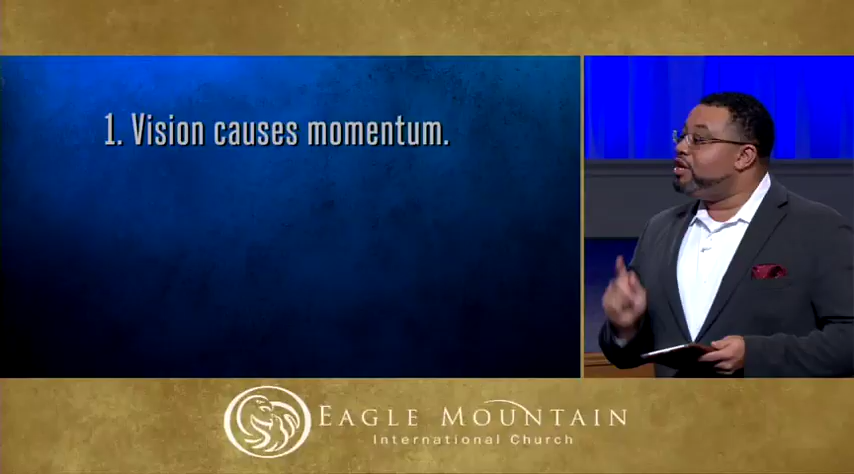 1. Vision causes momentum.
EAGLE MOUNTAIN
International Church